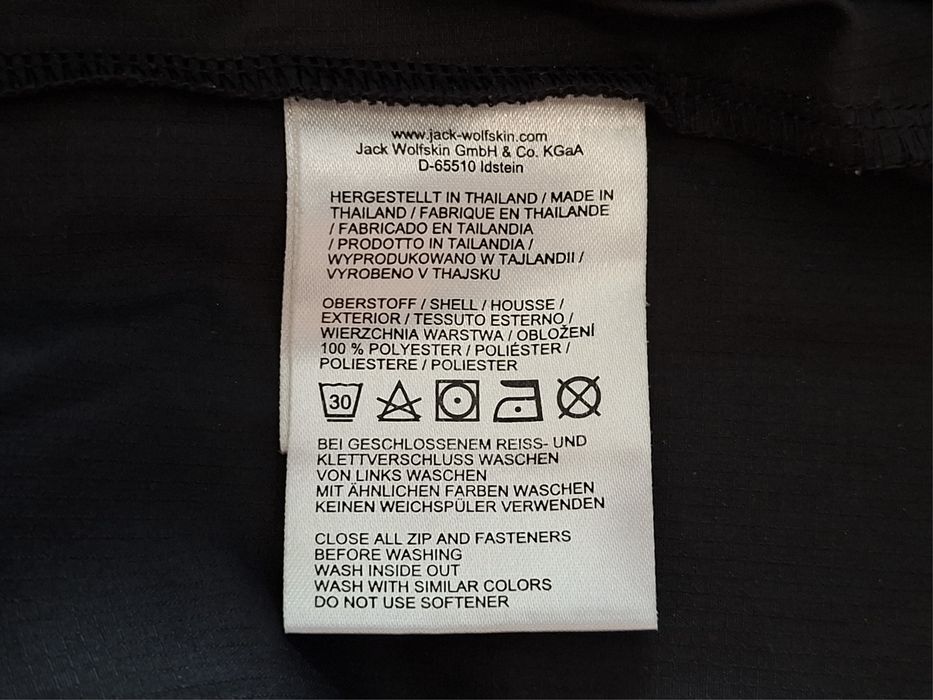 www.jack-wolfskin.com
Jack Wolfskin GmbH & Co. KGaA
D-65510 Idstein
HERGESTELLT IN THAILAND / MADE IN
THAILAND / FABRIQUE EN THAILANDE
/ FABRICADO EN TAILANDIA
/ PRODOTTO IN TAILANDIA /
WYPRODUKOWANO W TAJLANDII /
VYROBENO V THAJSKU
OBERSTOFF / SHELL / HOUSSE /
EXTERIOR / TESSUTO ESTERNO /
WIERZCHNIA WARSTWA / OBLOŽENÍ
100 % POLYESTER / POLIÉSTER /
POLIESTERE / POLIESTER
30
BEI GESCHLOSSENEM REISS- UND
KLETTVERSCHLUSS WASCHEN
VON LINKS WASCHEN
MIT ÄHNLICHEN FARBEN WASCHEN
KEINEN WEICHSPÜLER VERWENDEN
CLOSE ALL ZIP AND FASTENERS
BEFORE WASHING
WASH INSIDE OUT
WASH WITH SIMILAR COLORS
DO NOT USE SOFTENER